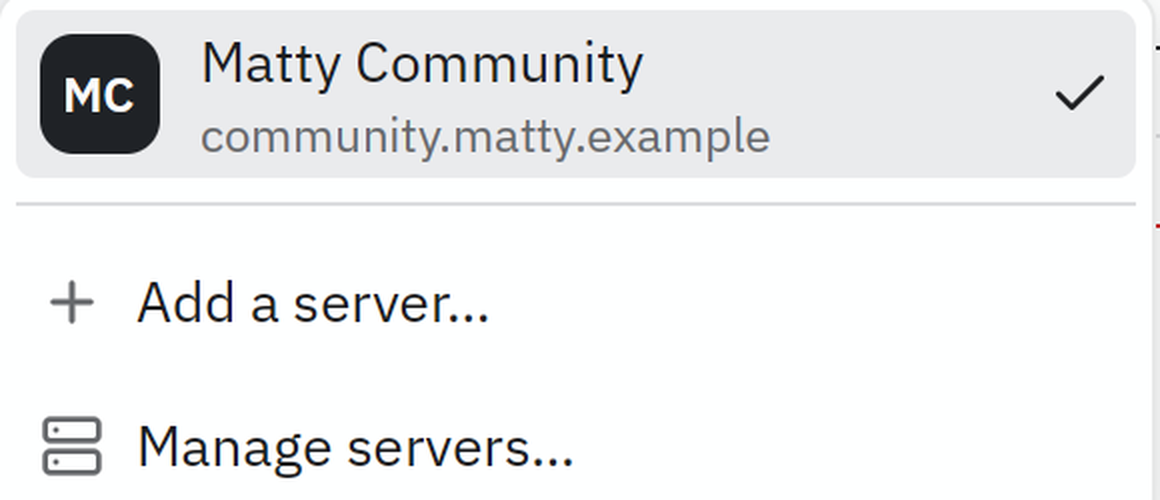 MC
Matty Community
community.matty.example
Add a server...
Manage servers...